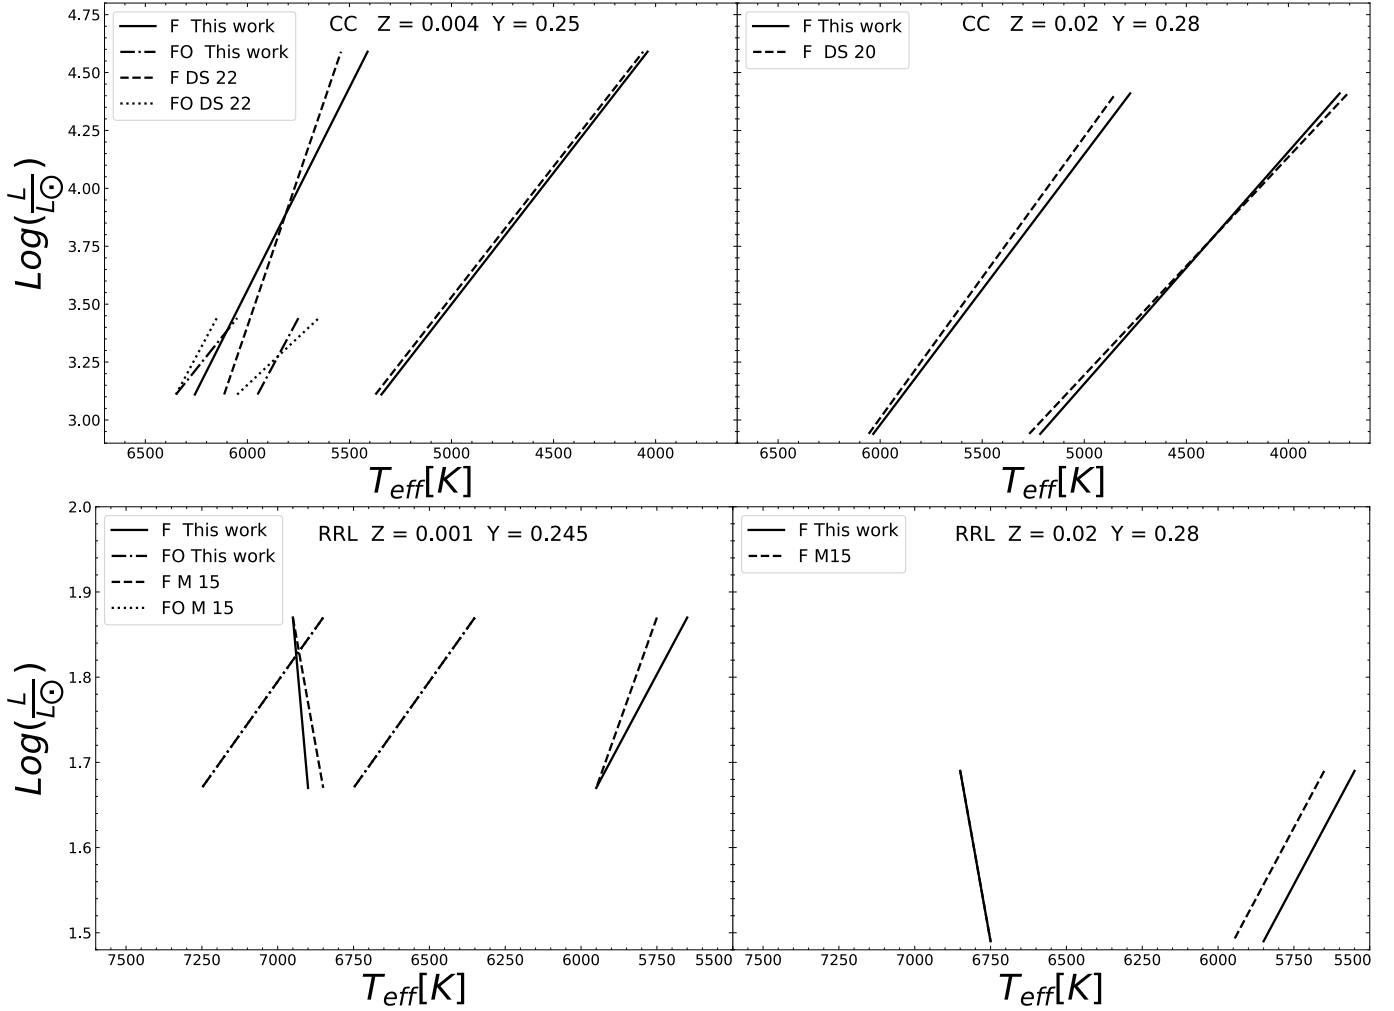 F This work
FO This work
F DS 22
FO DS 22
CC Z = 0.004 Y = 0.25
4.75
4.50
4.25
4.00
3.75
3.50
3.25
3.00
Log(L/L⊙)
6500 6000 5500 5000 4500 4000
T_eff[K]
F This work
F DS 20
CC Z = 0.02 Y = 0.28
6500 6000 5500 5000 4500 4000
T_eff[K]
F This work
FO This work
F M 15
FO M 15
RRL Z = 0.001 Y = 0.245
2.0
1.9
1.8
1.7
1.6
1.5
Log(L/L⊙)
7500 7250 7000 6750 6500 6250 6000 5750 5500
T_eff[K]
F This work
F M15
RRL Z = 0.02 Y = 0.28
7500 7250 7000 6750 6500 6250 6000 5750 5500
T_eff[K]